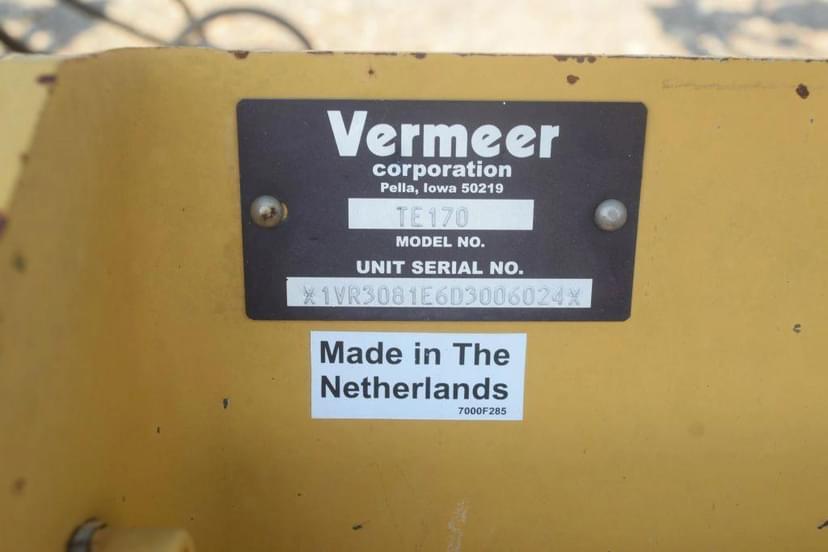 Vermeer
corporation
Pella, Iowa 50219
TE170
MODEL NO.
UNIT SERIAL NO.
*1VR3081E6D3006024*
Made in The
Netherlands
7000F285